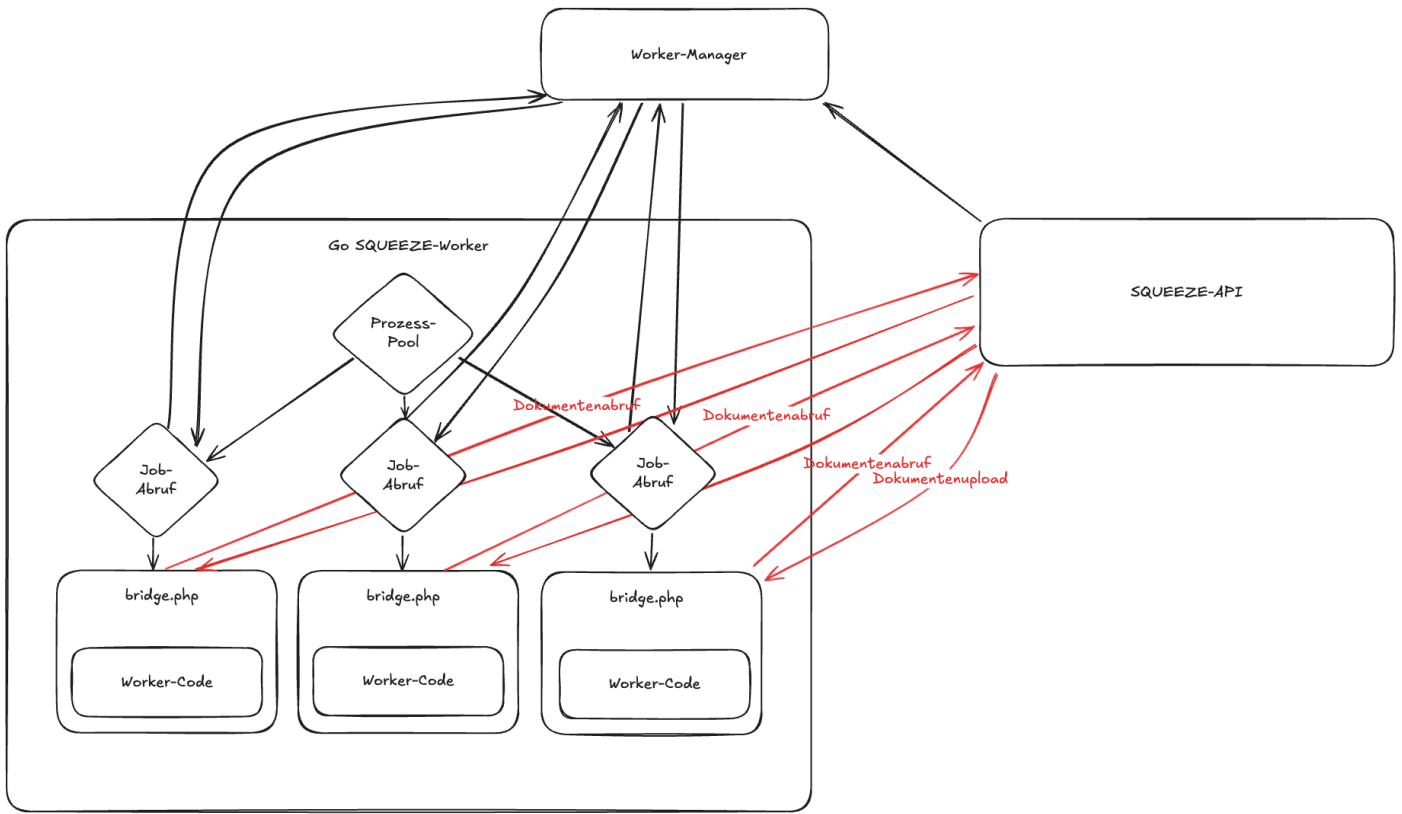 Worker-Manager
Go SQUEEZE-Worker
SQUEEZE-API
Prozess-
Pool
Dokumentenabruf
Dokumentenabruf
Dokumentenabruf
Dokumentenupload
Job-
Abruf
Job-
Abruf
Job-
Abruf
bridge.php
bridge.php
bridge.php
Worker-Code
Worker-Code
Worker-Code